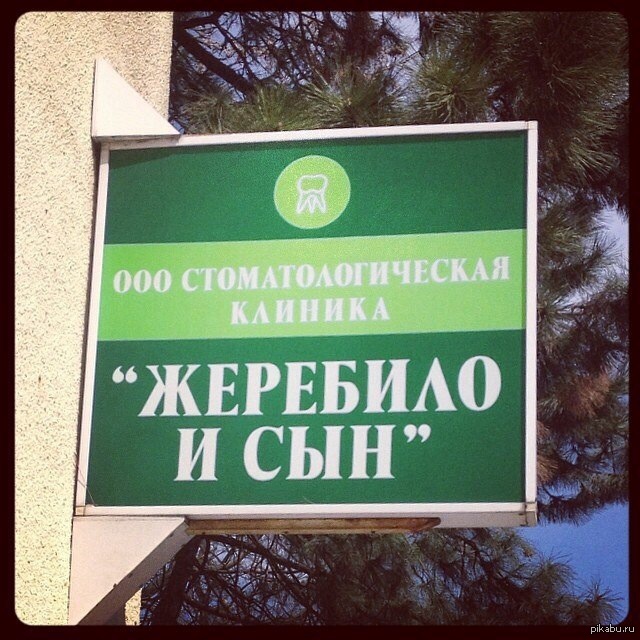 ООО СТОМАТОЛОГИЧЕСКАЯ
КЛИНИКА
“ЖЕРЕБИЛО
И СЫН”
pikabu.ru